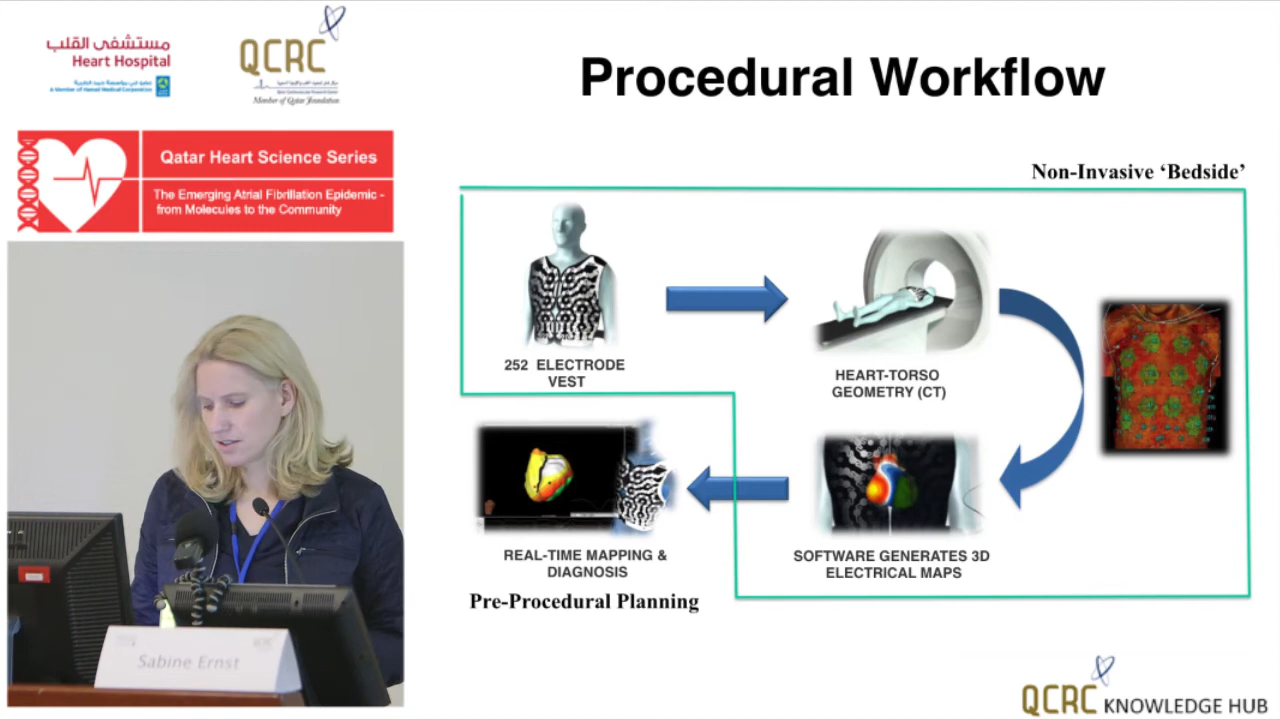 مستشفى القلب
Heart Hospital
A Member of Hamad Medical Corporation
QCRC
Member of Qatar Foundation
Procedural Workflow
Qatar Heart Science Series
The Emerging Atrial Fibrillation Epidemic -
from Molecules to the Community
Non-Invasive ‘Bedside’
252 ELECTRODE
VEST
HEART-TORSO
GEOMETRY (CT)
REAL-TIME MAPPING &
DIAGNOSIS
SOFTWARE GENERATES 3D
ELECTRICAL MAPS
Pre-Procedural Planning
Sabine Ernst
QCRC KNOWLEDGE HUB